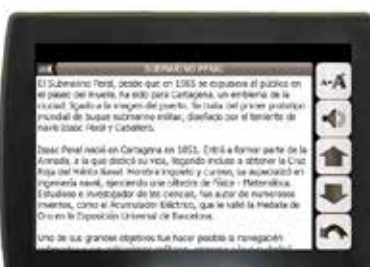 SUBMARINO PERAL
El Submarino Peral, desde que en 1965 se expusiera al público en
el paseo del muelle, ha sido para Cartagena, un emblema de la
ciudad ligado a la imagen del puerto. Se trata del primer prototipo
mundial de buque submarino militar, diseñado por el teniente de
navío Isaac Peral y Caballero.
Isaac Peral nació en Cartagena en 1851. Entró a formar parte de la
Armada, a la que dedicó su vida, llegando incluso a obtener la Cruz
Roja del Mérito Naval. Hombre inquieto y curioso, se especializó en
ingeniería naval, ejerciendo una cátedra de Física - Matemática.
Estudioso e investigador de las ciencias, fue autor de numerosos
inventos, como el Acumulador Eléctrico, que le valió la Medalla de
Oro en la Exposición Universal de Barcelona.
Uno de sus grandes objetivos fue hacer posible la navegación